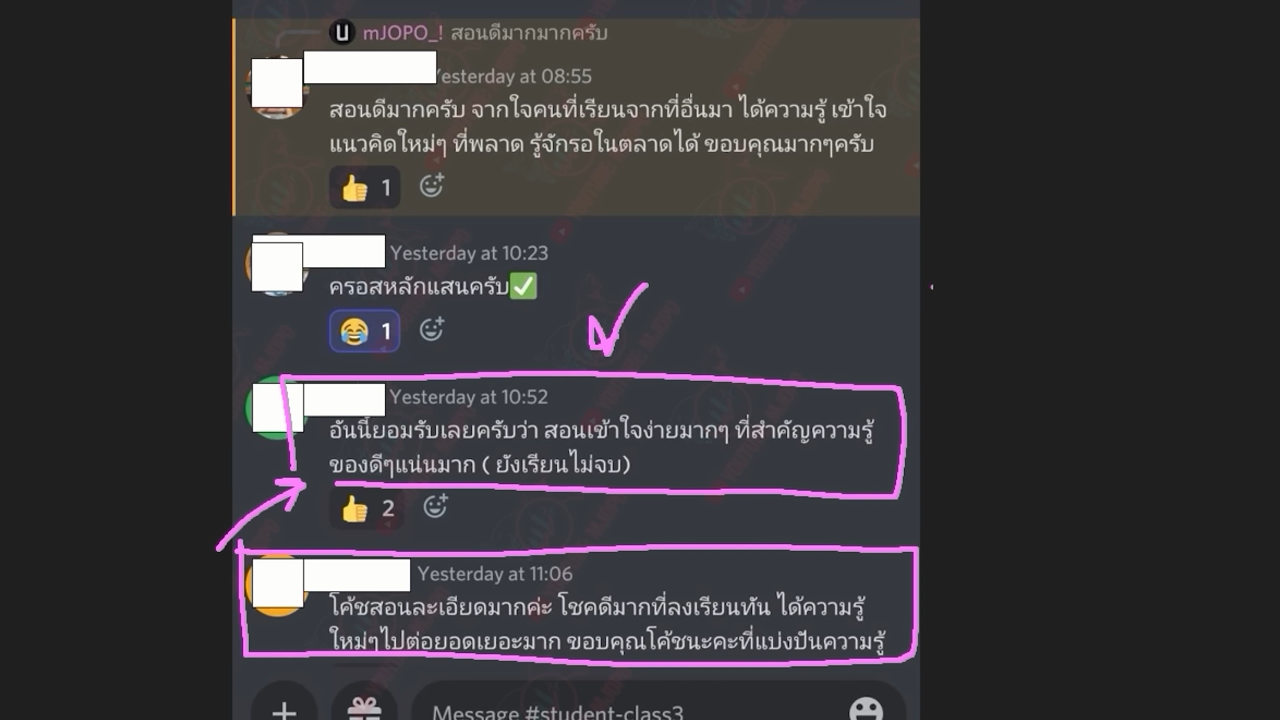 U mJOPO_! สอนดีมากมากครับ
Yesterday at 08:55
สอนดีมากครับ จากใจคนที่เรียนจากที่อื่นมา ได้ความรู้ เข้าใจ
แนวคิดใหม่ๆ ที่พลาด รู้จักรอในตลาดได้ ขอบคุณมากๆครับ
1
Yesterday at 10:23
ครอสหลักแสนครับ
1
Yesterday at 10:52
อันนี้ยอมรับเลยครับว่า สอนเข้าใจง่ายมากๆ ที่สำคัญความรู้
ของดีๆแน่นมาก ( ยังเรียนไม่จบ)
2
Yesterday at 11:06
โค้ชสอนละเอียดมากค่ะ โชคดีมากที่ลงเรียนทัน ได้ความรู้
ใหม่ๆไปต่อยอดเยอะมาก ขอบคุณโค้ชนะคะที่แบ่งปันความรู้
Message #student-class3